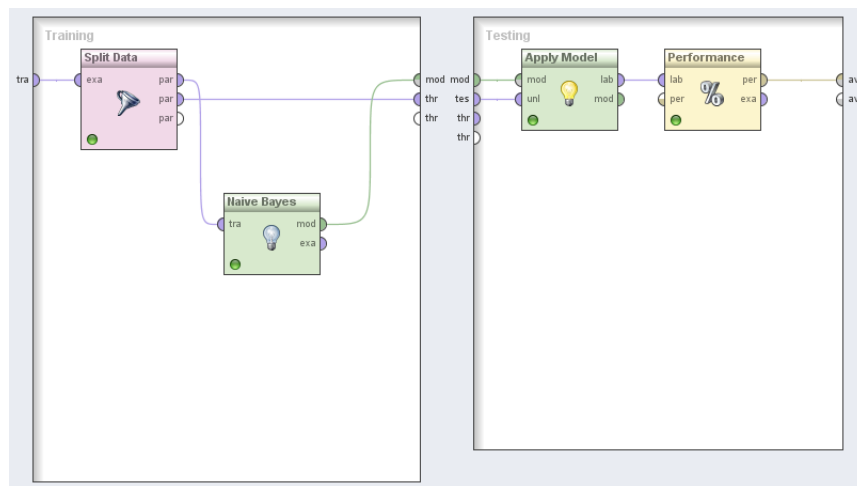 Training
Testing
Split Data
Apply Model
Performance
tra
exa
par
mod
mod
mod
lab
lab
per
av
par
thr
tes
unl
mod
per
exa
av
par
thr
thr
thr
Naive Bayes
tra
mod
exa